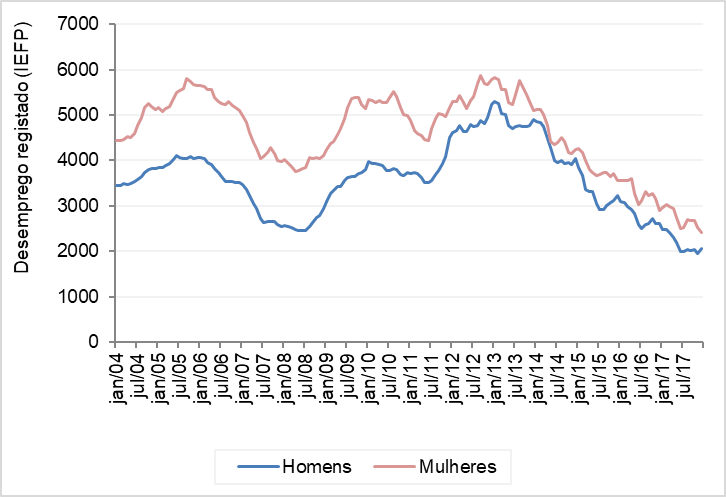 Desemprego registado (IEFP)
7000
6000
5000
4000
3000
2000
1000
0
jan/04
jul/04
jan/05
jul/05
jan/06
jul/06
jan/07
jul/07
jan/08
jul/08
jan/09
jul/09
jan/10
jul/10
jan/11
jul/11
jan/12
jul/12
jan/13
jul/13
jan/14
jul/14
jan/15
jul/15
jan/16
jul/16
jan/17
jul/17
Homens Mulheres